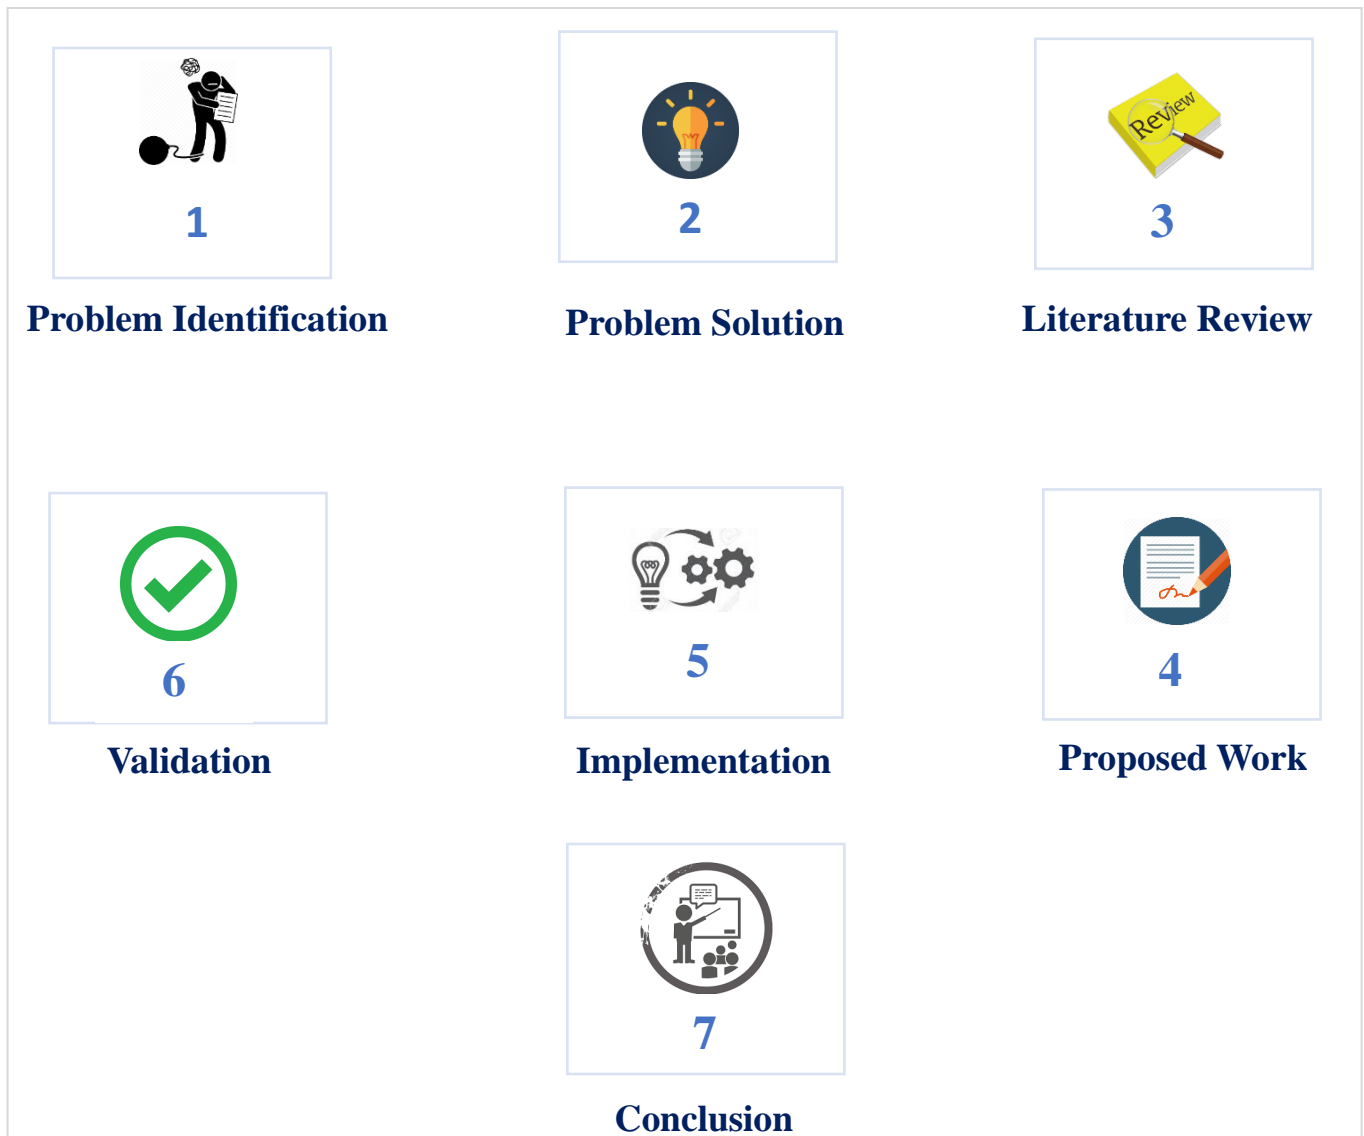 Review
1
2
3
Problem Identification
Problem Solution
Literature Review
6
5
4
Validation
Implementation
Proposed Work
7
Conclusion